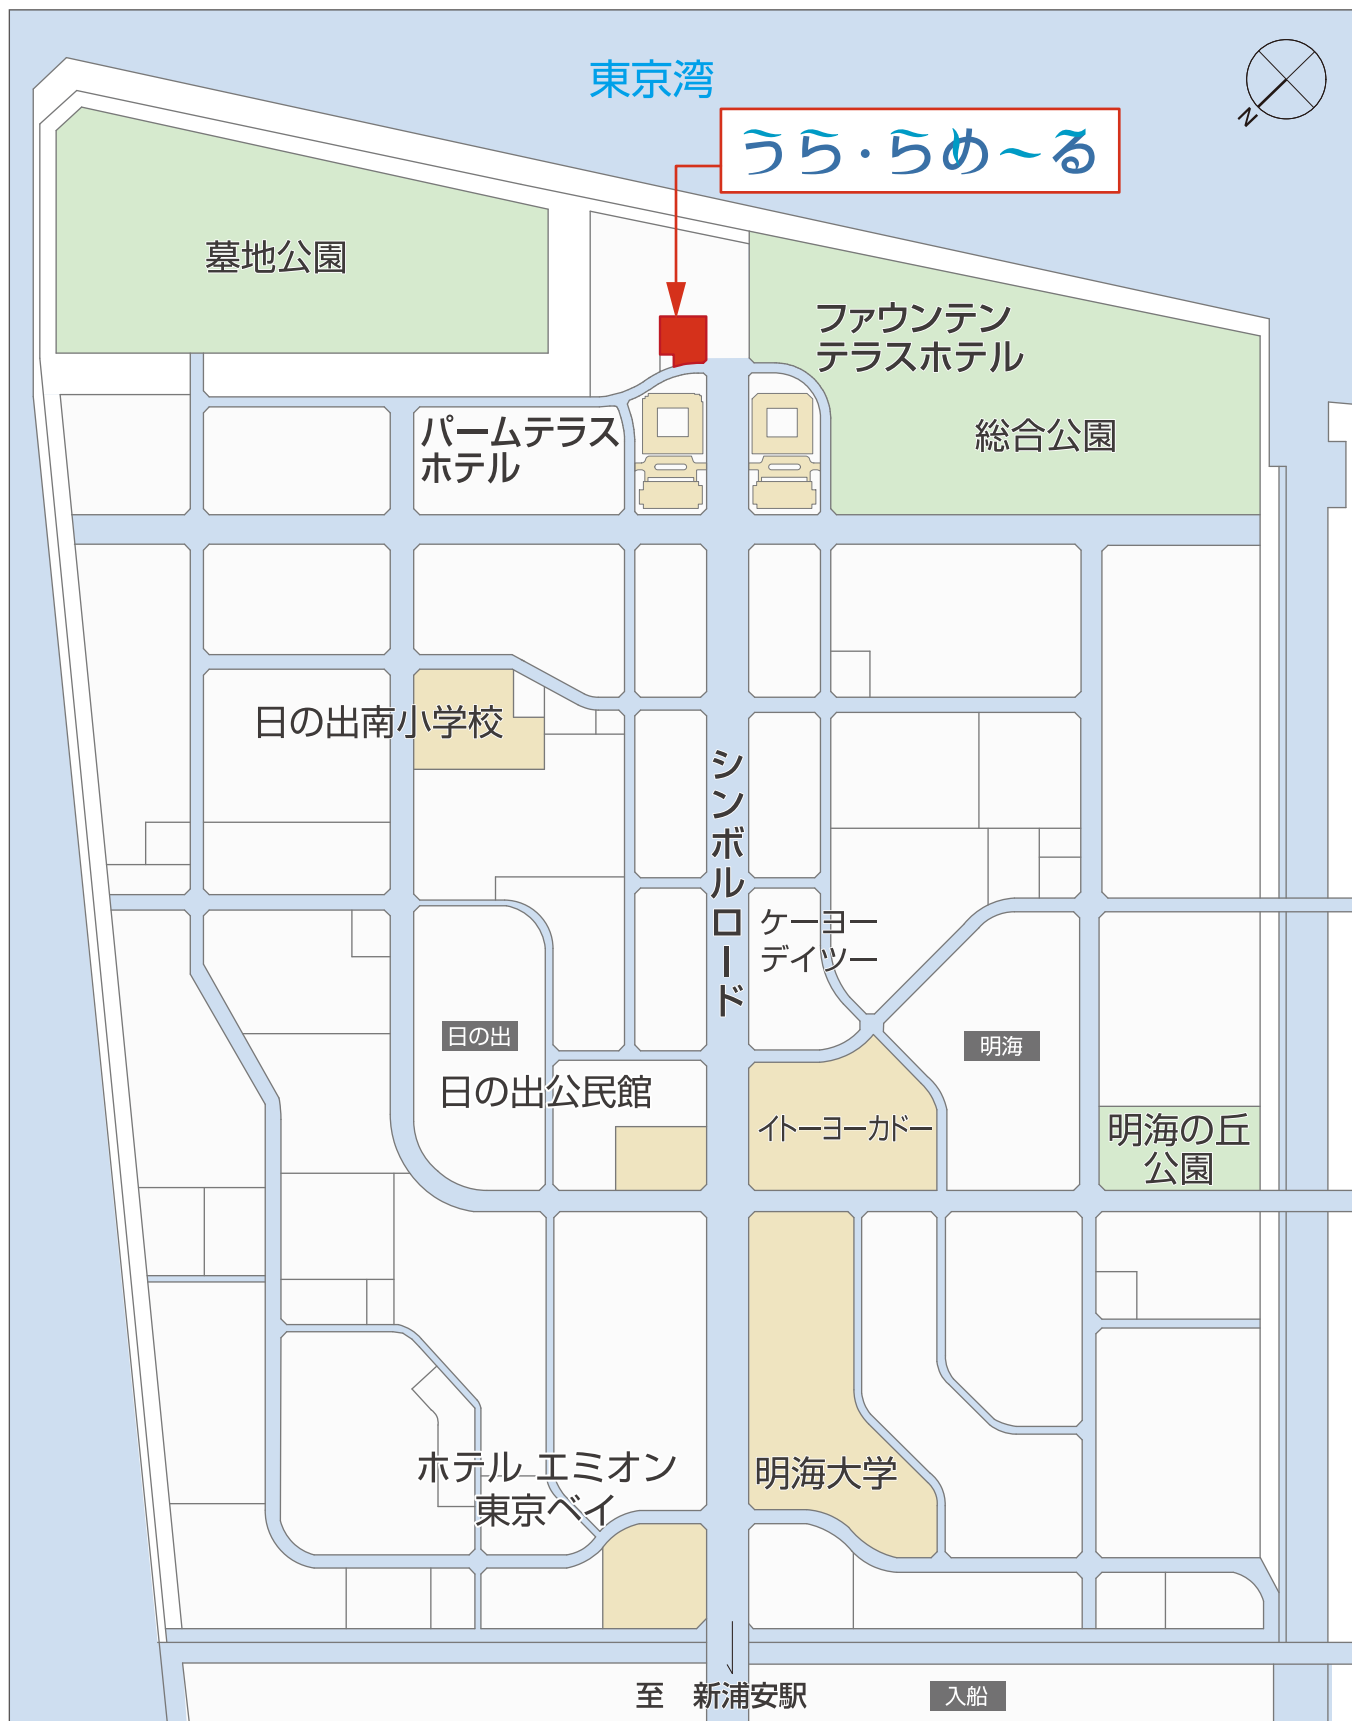 東京湾
N
うら・らめ〜る
墓地公園
ファウンテン
テラスホテル
パームテラス
ホテル
総合公園
日の出南小学校
シンボルロード
ケーヨー
デイツー
日の出
明海
日の出公民館
イトーヨーカドー
明海の丘
公園
ホテル エミオン
東京ベイ
明海大学
至 新浦安駅
入船